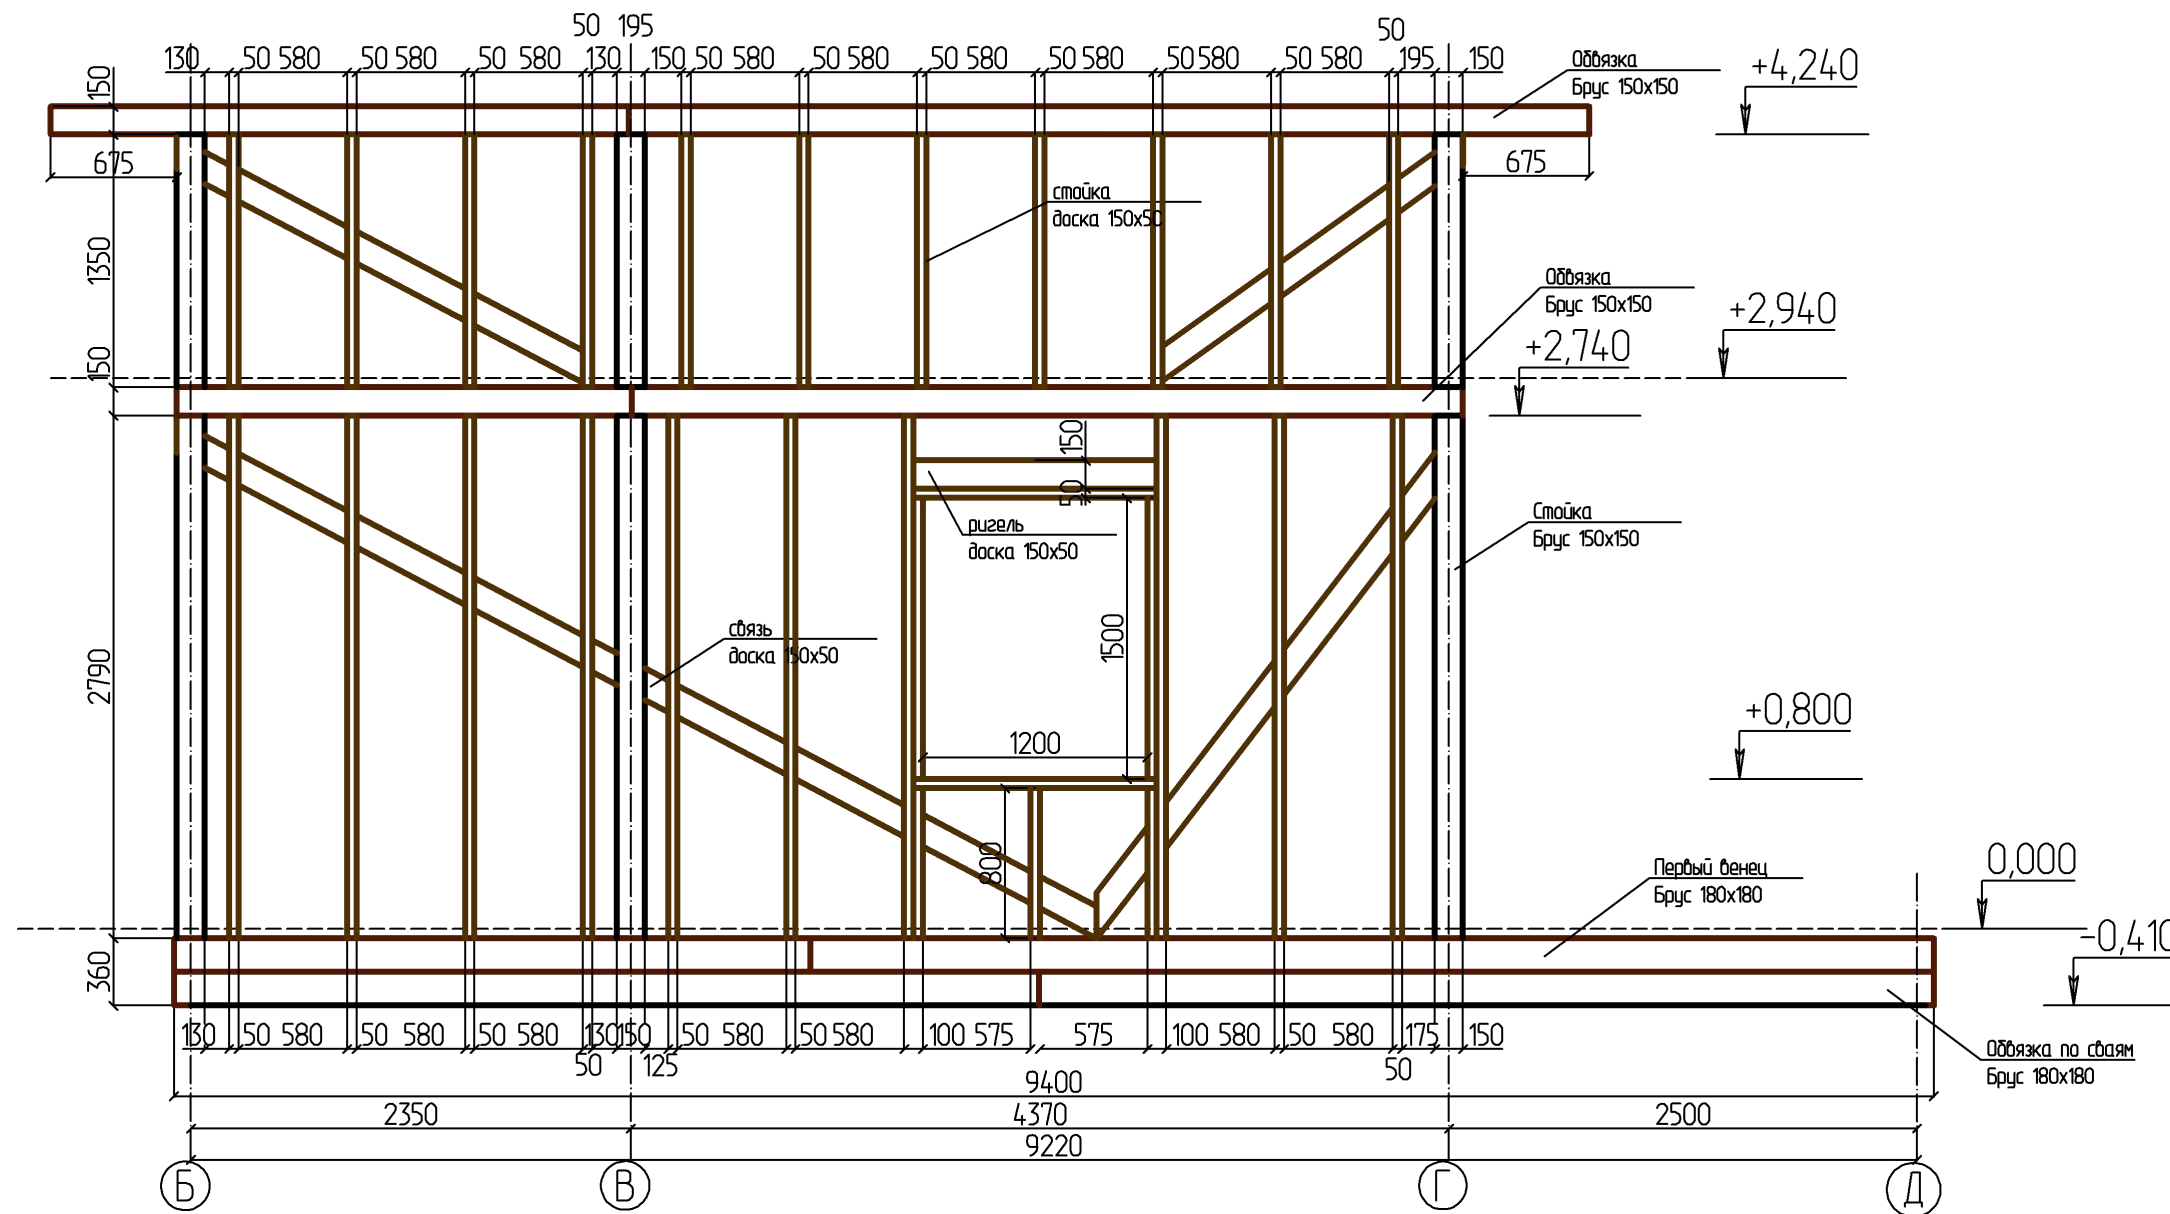 50 195 50
130 50 580 50 580 50 580 130 150 50 580 50 580 50 580 50 580 50 580 50 580 195 150
Обвязка
Брус 150х150
+4,240
150
675
675
стойка
доска 150х50
1350
Обвязка
Брус 150х150
+2,940
+2,740
150
150
50
ригель
доска 150х50
Стойка
Брус 150х150
связь
доска 150х50
1500
2790
+0,800
1200
800
0,000
Первый венец
Брус 180х180
-0,410
360
130 50 580 50 580 50 580 130 150 50 580 50 580 100 575 575 100 580 50 580 175 150
50 125 50
Обвязка по сваям
Брус 180х180
9400
2350 4370 2500
9220
Б В Г Д